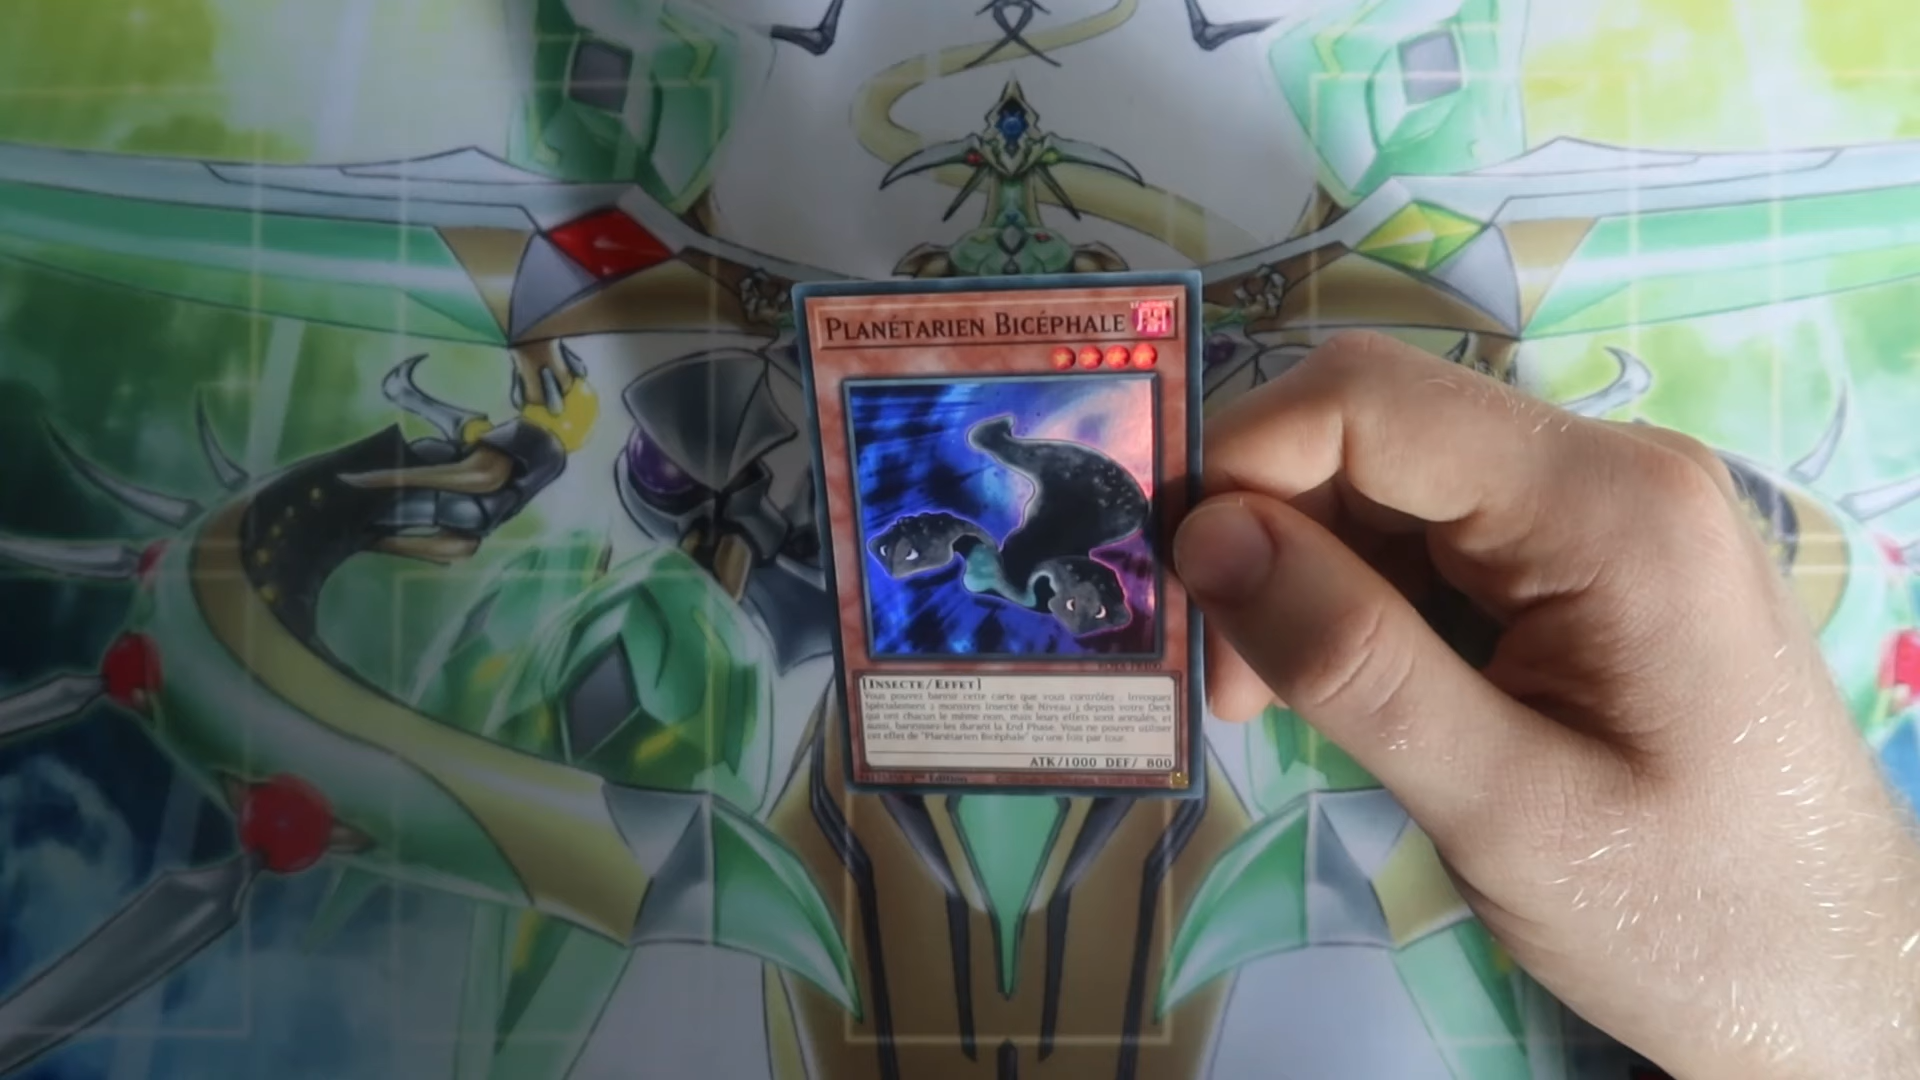 PLANÉTARIEN BICÉPHALE
[INSECTE/EFFET]
Vous pouvez bannir cette carte que vous contrôlez ; Invoquez
Spécialement 2 monstres Insecte de Niveau 3 depuis votre Deck
qui ont chacun le même nom, mais leurs effets sont annulés, et
aussi, bannissez-les durant la End Phase. Vous ne pouvez utiliser
cet effet de "Planétarien Bicéphale" qu'une fois par tour.
ATK/1000 DEF/ 800
Edition